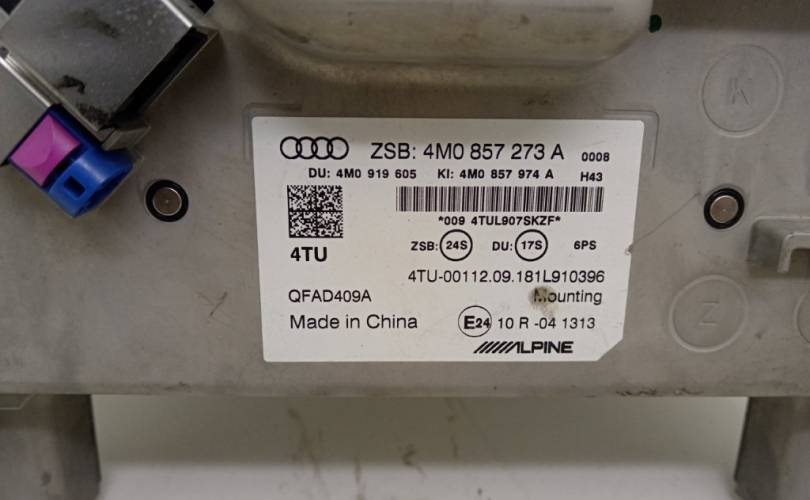 ZSB: 4M0 857 273 A 0008
DU: 4M0 919 605 KI: 4M0 857 974 A H43
*009 4TUL907SKZF*
4TU
ZSB: 24S DU: 17S 6PS
4TU-00112.09.181L910396
QFAD409A
Mounting
Made in China
E24 10 R -04 1313
ALPINE
K
Z